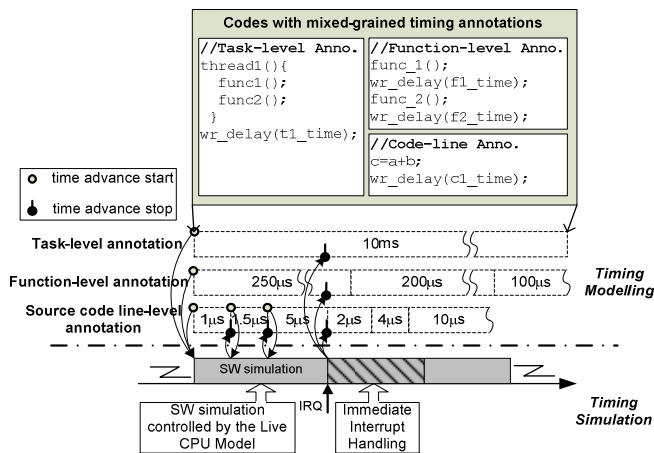 Codes with mixed-grained timing annotations
//Task-level Anno.
thread1(){
func1();
func2();
}
wr_delay(t1_time);
//Function-level Anno.
func_1();
wr_delay(f1_time);
func_2();
wr_delay(f2_time);
//Code-line Anno.
c=a+b;
wr_delay(c1_time);
time advance start
time advance stop
Task-level annotation
10ms
Function-level annotation
250μs
200μs
100μs
Timing
Modelling
Source code line-level
annotation
1μs
1.5μs
5μs
2μs
4μs
10μs
SW simulation
IRQ
SW simulation
controlled by the Live
CPU Model
Immediate
Interrupt
Handling
Timing
Simulation